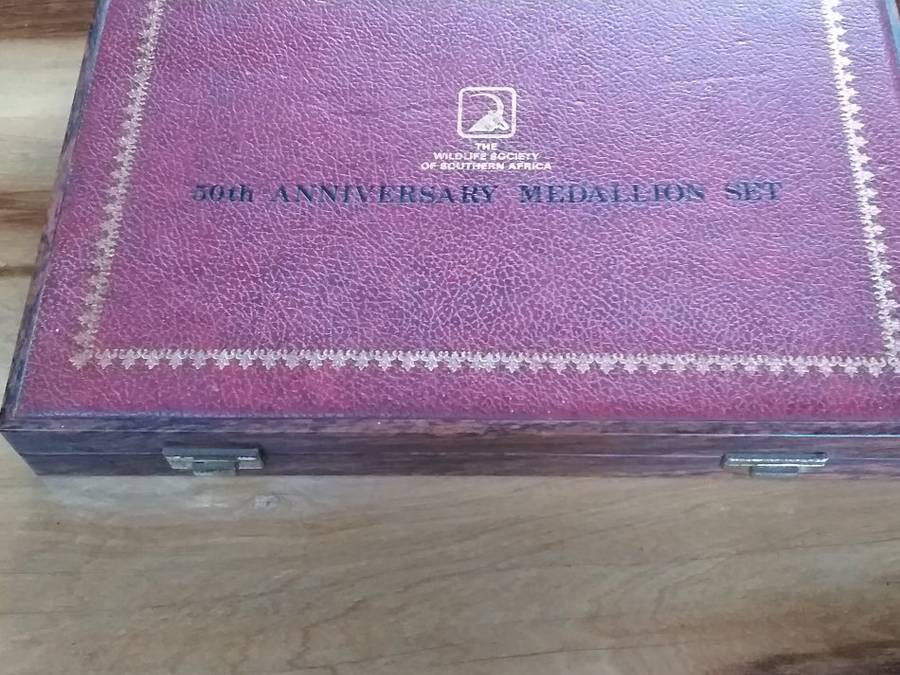 THE
WILDLIFE SOCIETY
OF SOUTHERN AFRICA
50th ANNIVERSARY MEDALLION SET